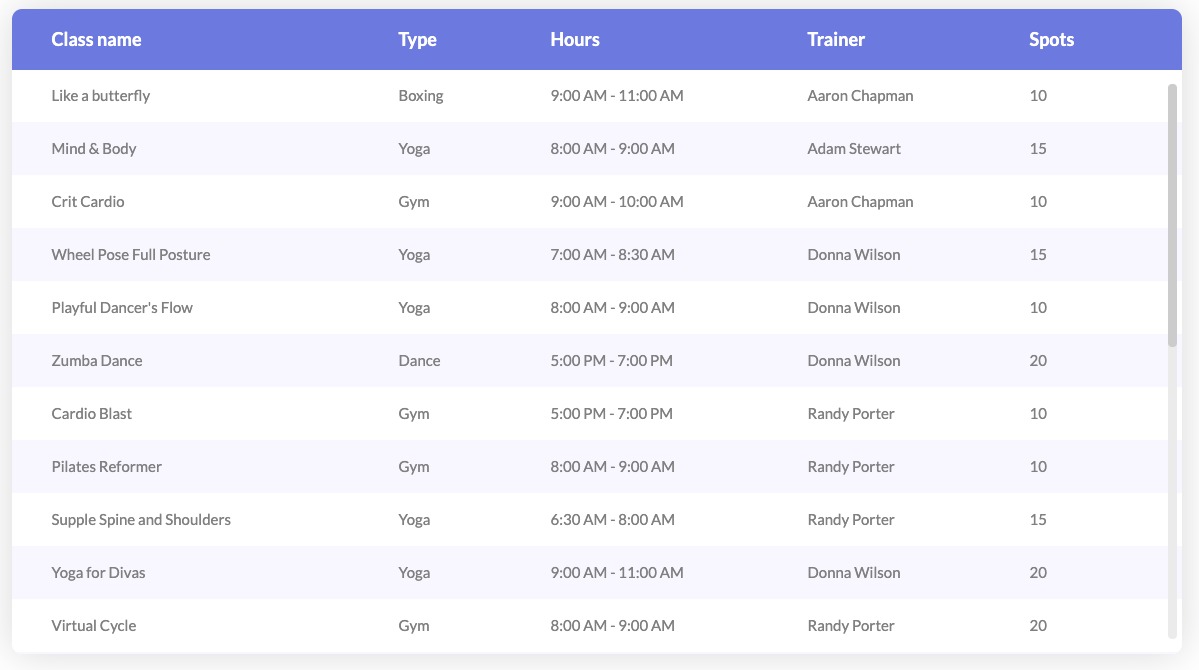 Class name Type Hours Trainer Spots
Like a butterfly Boxing 9:00 AM - 11:00 AM Aaron Chapman 10
Mind & Body Yoga 8:00 AM - 9:00 AM Adam Stewart 15
Crit Cardio Gym 9:00 AM - 10:00 AM Aaron Chapman 10
Wheel Pose Full Posture Yoga 7:00 AM - 8:30 AM Donna Wilson 15
Playful Dancer's Flow Yoga 8:00 AM - 9:00 AM Donna Wilson 10
Zumba Dance Dance 5:00 PM - 7:00 PM Donna Wilson 20
Cardio Blast Gym 5:00 PM - 7:00 PM Randy Porter 10
Pilates Reformer Gym 8:00 AM - 9:00 AM Randy Porter 10
Supple Spine and Shoulders Yoga 6:30 AM - 8:00 AM Randy Porter 15
Yoga for Divas Yoga 9:00 AM - 11:00 AM Donna Wilson 20
Virtual Cycle Gym 8:00 AM - 9:00 AM Randy Porter 20